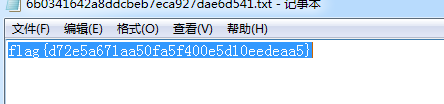 6b0341642a8ddcbeb7eca927dae6d541.txt - 记事本
文件(F) 编辑(E) 格式(O) 查看(V) 帮助(H)
flag{d72e5a671aa50fa5f400e5d10eedeaa5}